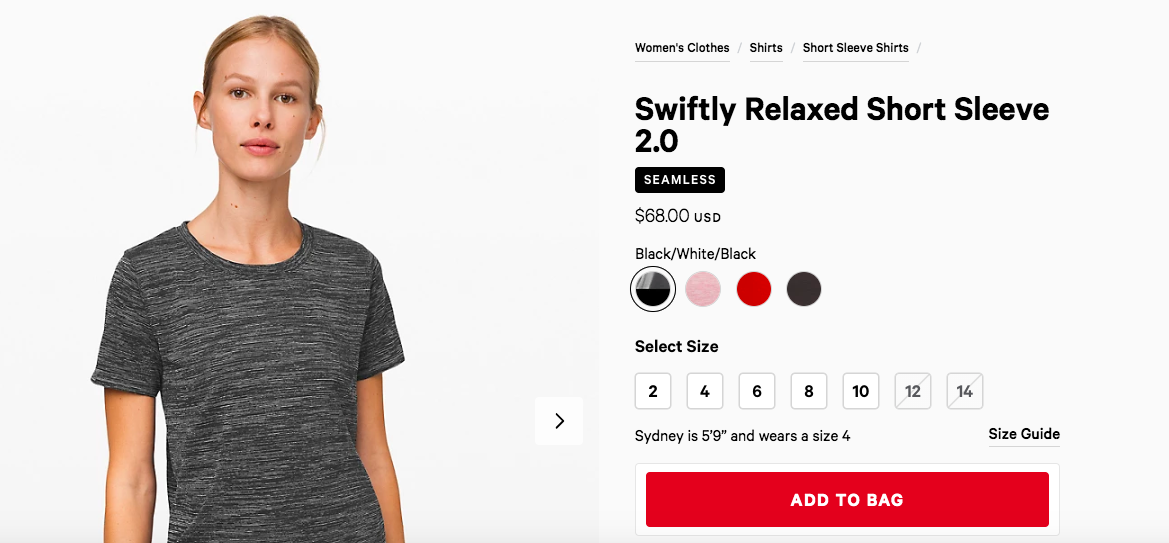 Women's Clothes / Shirts / Short Sleeve Shirts /
Swiftly Relaxed Short Sleeve
2.0
SEAMLESS
$68.00 USD
Black/White/Black
Select Size
2 4 6 8 10 12 14
Sydney is 5'9” and wears a size 4
Size Guide
ADD TO BAG